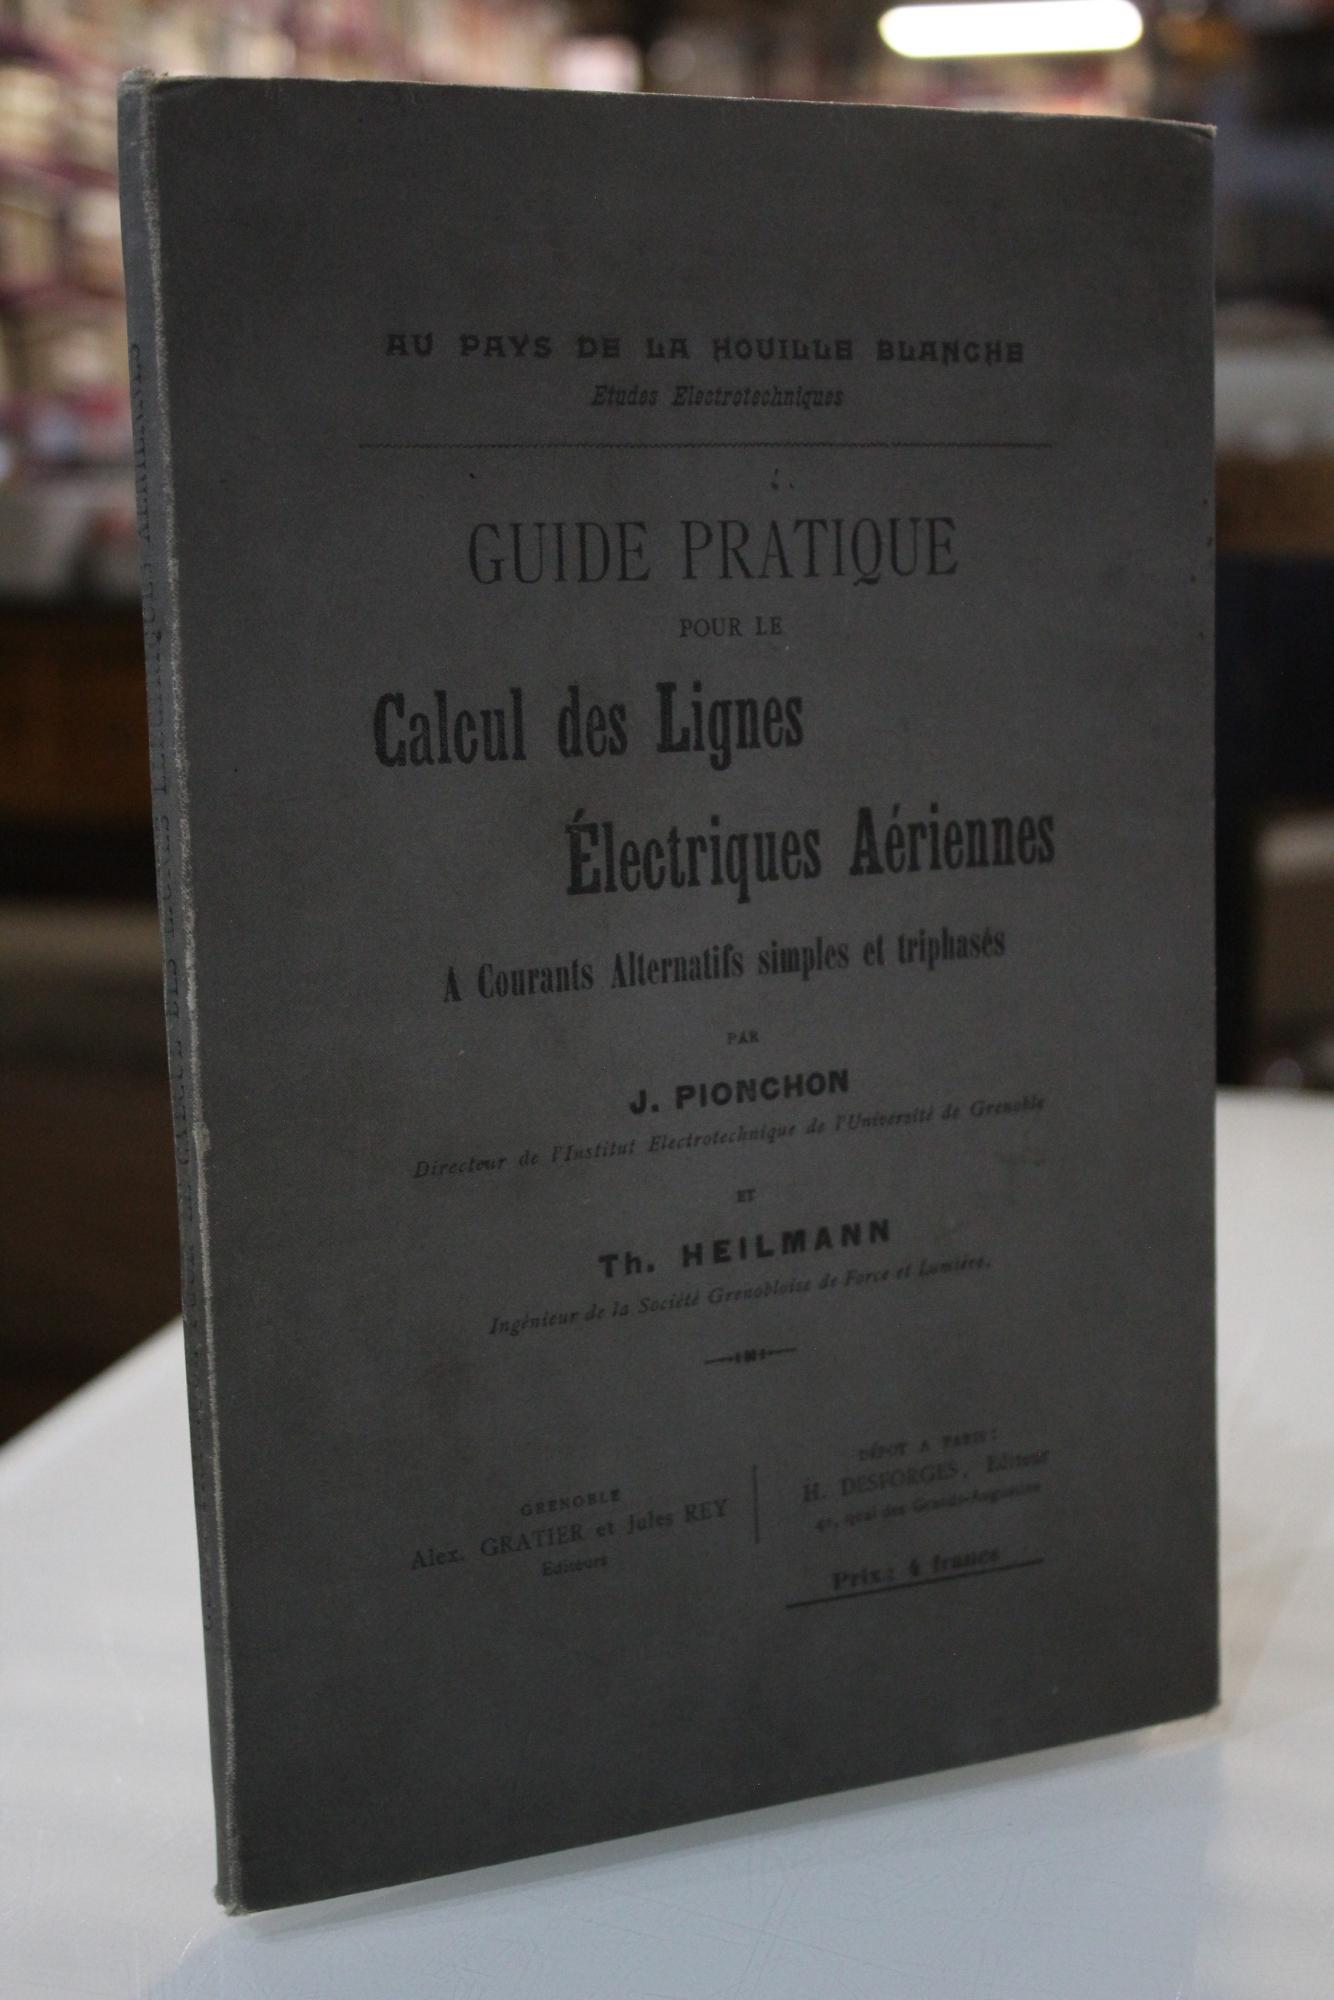 AU PAYS DE LA HOUILLE BLANCHE
Etudes Electrotechniques
GUIDE PRATIQUE
POUR LE
Calcul des Lignes
Électriques Aériennes
A Courants Alternatifs simples et triphasés
PAR
J. PIONCHON
Directeur de l'Institut Electrotechnique de l'Université de Grenoble
ET
Th. HEILMANN
Ingénieur de la Société Grenobloise de Force et Lumière.
GRENOBLE
Alex. GRATIER et Jules REY
Editeurs
DÉPOT A PARIS:
H. DESFORGES, Editeur
41, quai des Grands-Augustins
Prix: 4 francs